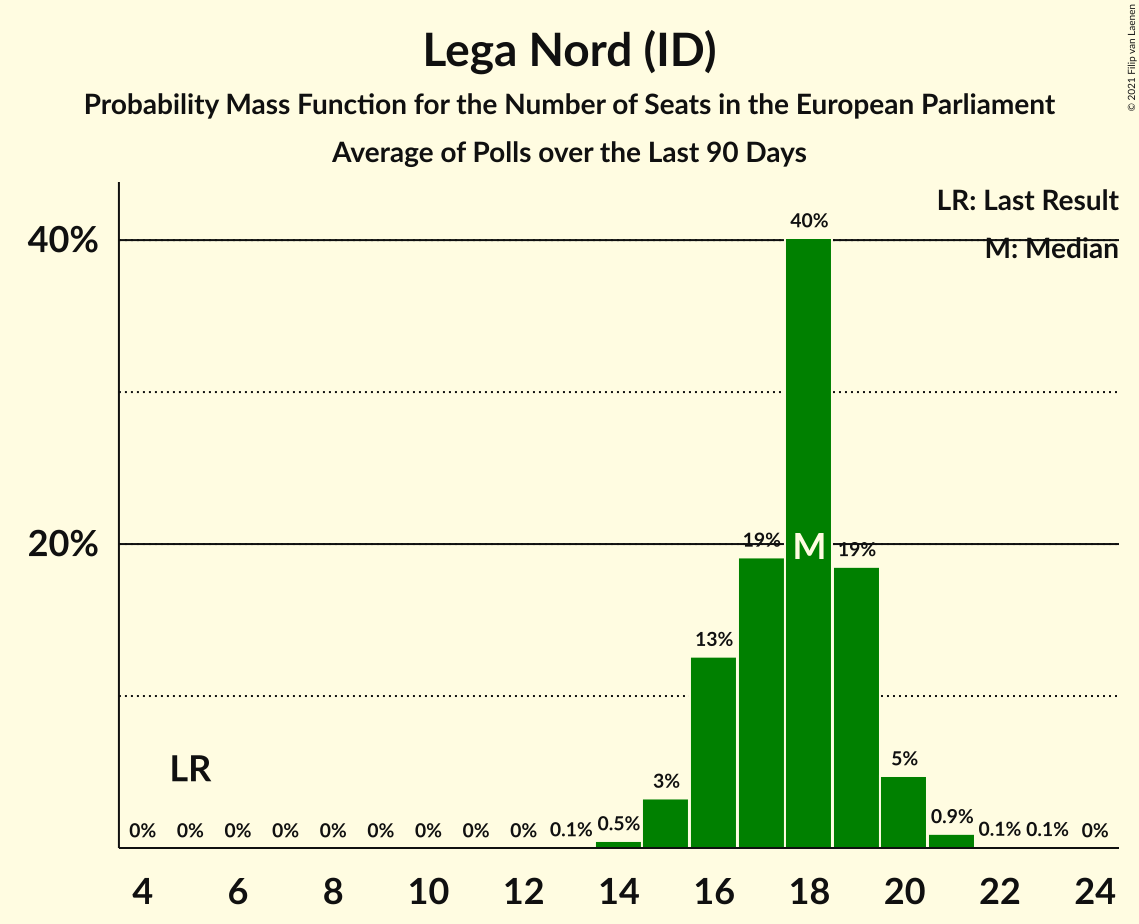 Lega Nord (ID)
Probability Mass Function for the Number of Seats in the European Parliament
Average of Polls over the Last 90 Days
© 2021 Filip van Laenen
LR: Last Result
M: Median
40%
20%
LR
M
0% 0% 0% 0% 0% 0% 0% 0% 0% 0.1% 0.5% 3% 13% 19% 40% 19% 5% 0.9% 0.1% 0.1% 0%
4 6 8 10 12 14 16 18 20 22 24